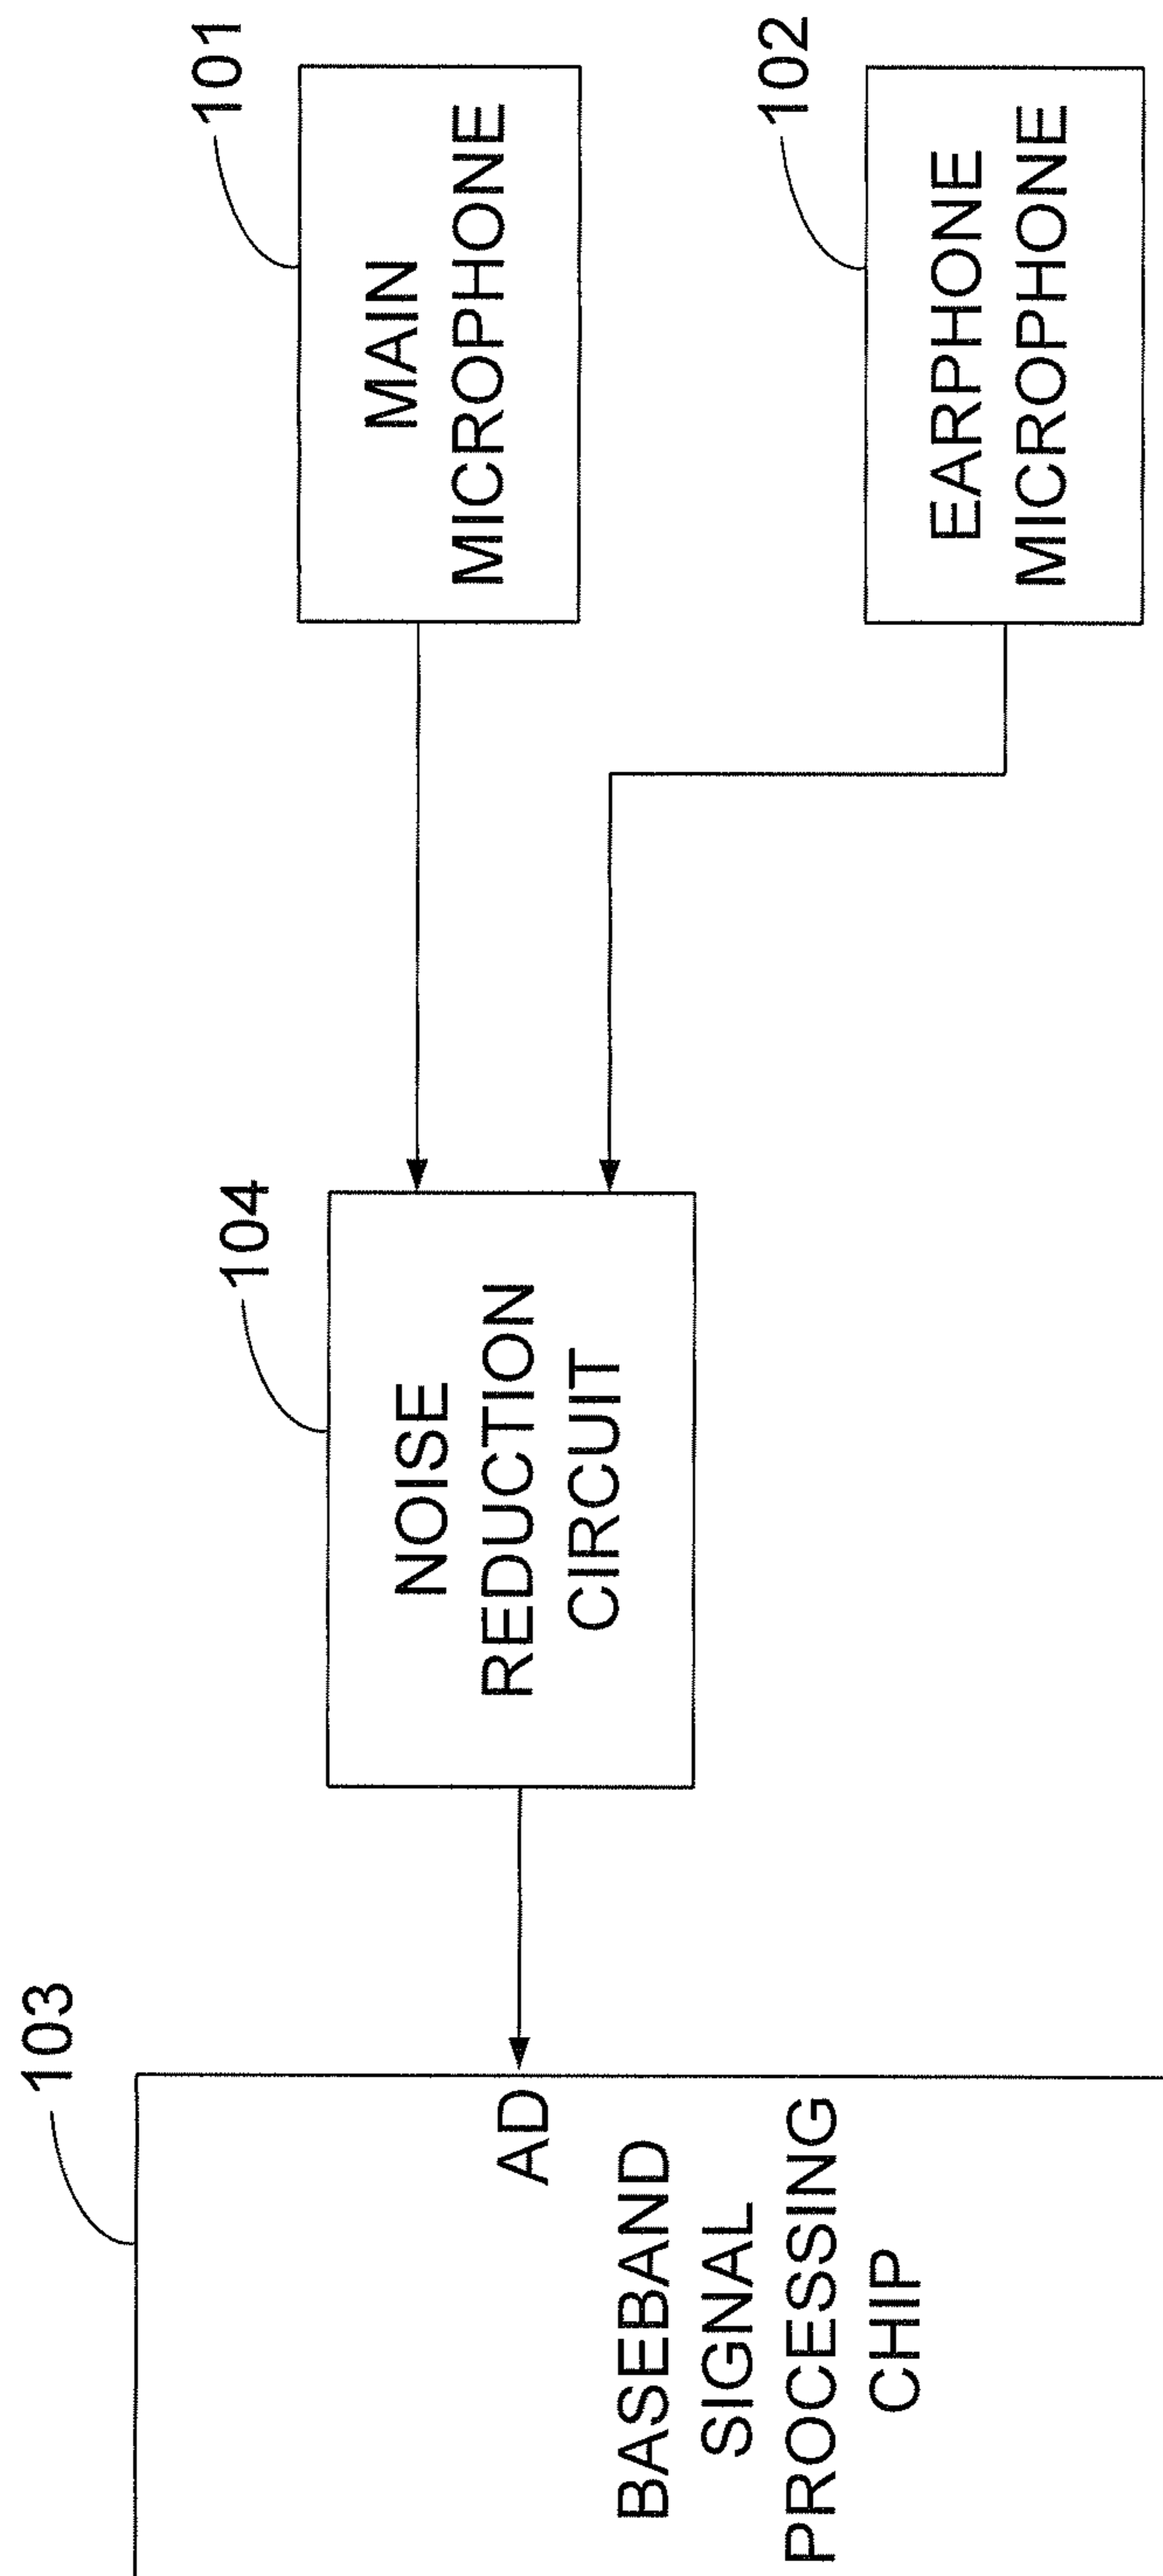 103
AD
BASEBAND
SIGNAL
PROCESSING
CHIP
104
NOISE
REDUCTION
CIRCUIT
101
MAIN
MICROPHONE
102
EARPHONE
MICROPHONE